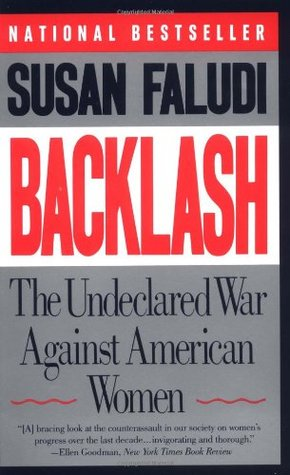 NATIONAL BESTSELLER
SUSAN FALUDI
BACKLASH
The Undeclared War
Against American
Women
"[A] bracing look at the counterassault in our society on women's
progress over the last decade...invigorating and thorough."
—Ellen Goodman, New York Times Book Review